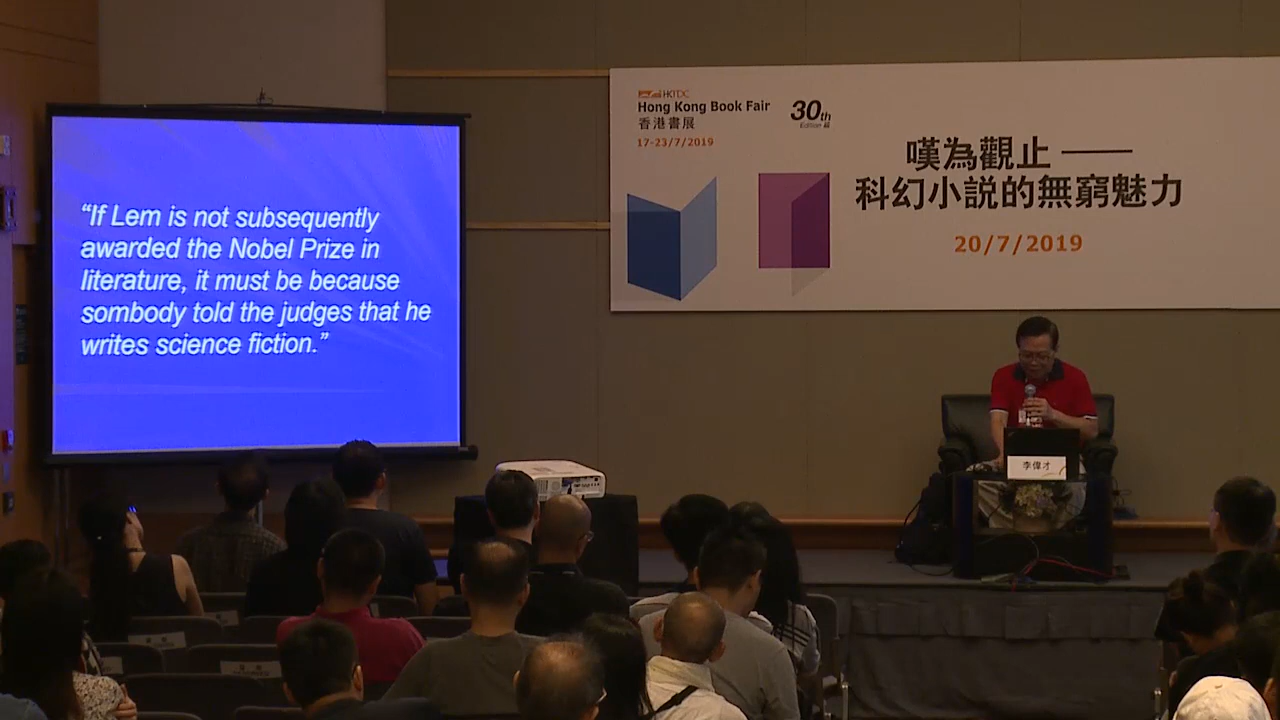 “If Lem is not subsequently
awarded the Nobel Prize in
literature, it must be because
sombody told the judges that he
writes science fiction.”
HKTDC
Hong Kong Book Fair
香港書展
17-23/7/2019
30th
Edition 屆
嘆為觀止 ——
科幻小說的無窮魅力
20/7/2019
李偉才